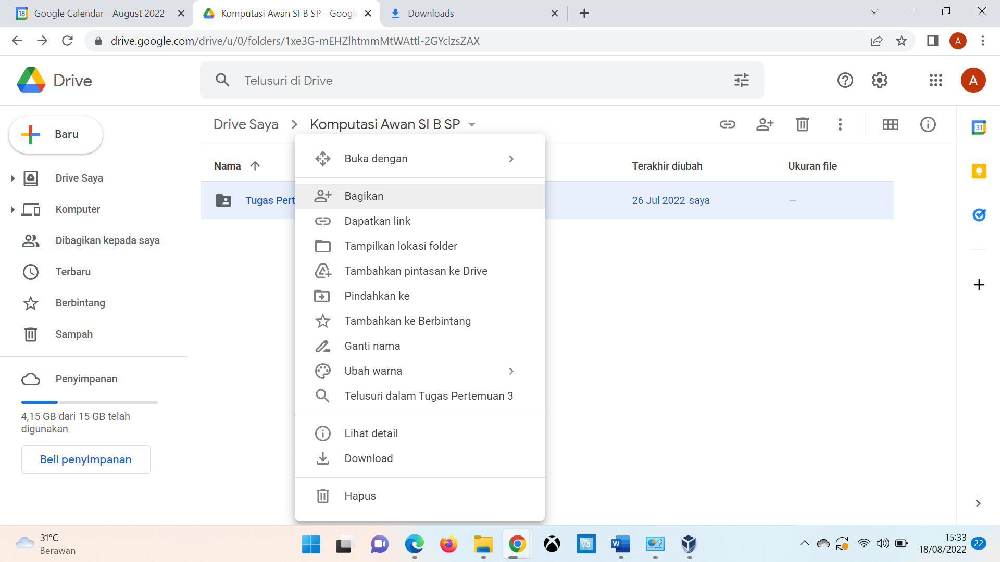 Google Calendar - August 2022
Komputasi Awan SI B SP - Google
Downloads
drive.google.com/drive/u/0/folders/1xe3G-mEHZlhtmmMtWAttl-2GYclzsZAX
A
Drive
Telusuri di Drive
A
Baru
Drive Saya
Komputasi Awan SI B SP
31
Nama
Terakhir diubah
Ukuran file
Tugas Pert
26 Jul 2022 saya
—
Drive Saya
Komputer
Dibagikan kepada saya
Terbaru
Berbintang
Sampah
Penyimpanan
4,15 GB dari 15 GB telah
digunakan
Beli penyimpanan
Buka dengan
Bagikan
Dapatkan link
Tampilkan lokasi folder
Tambahkan pintasan ke Drive
Pindahkan ke
Tambahkan ke Berbintang
Ganti nama
Ubah warna
Telusuri dalam Tugas Pertemuan 3
Lihat detail
Download
Hapus
31°C
Berawan
W
15:33
18/08/2022
22